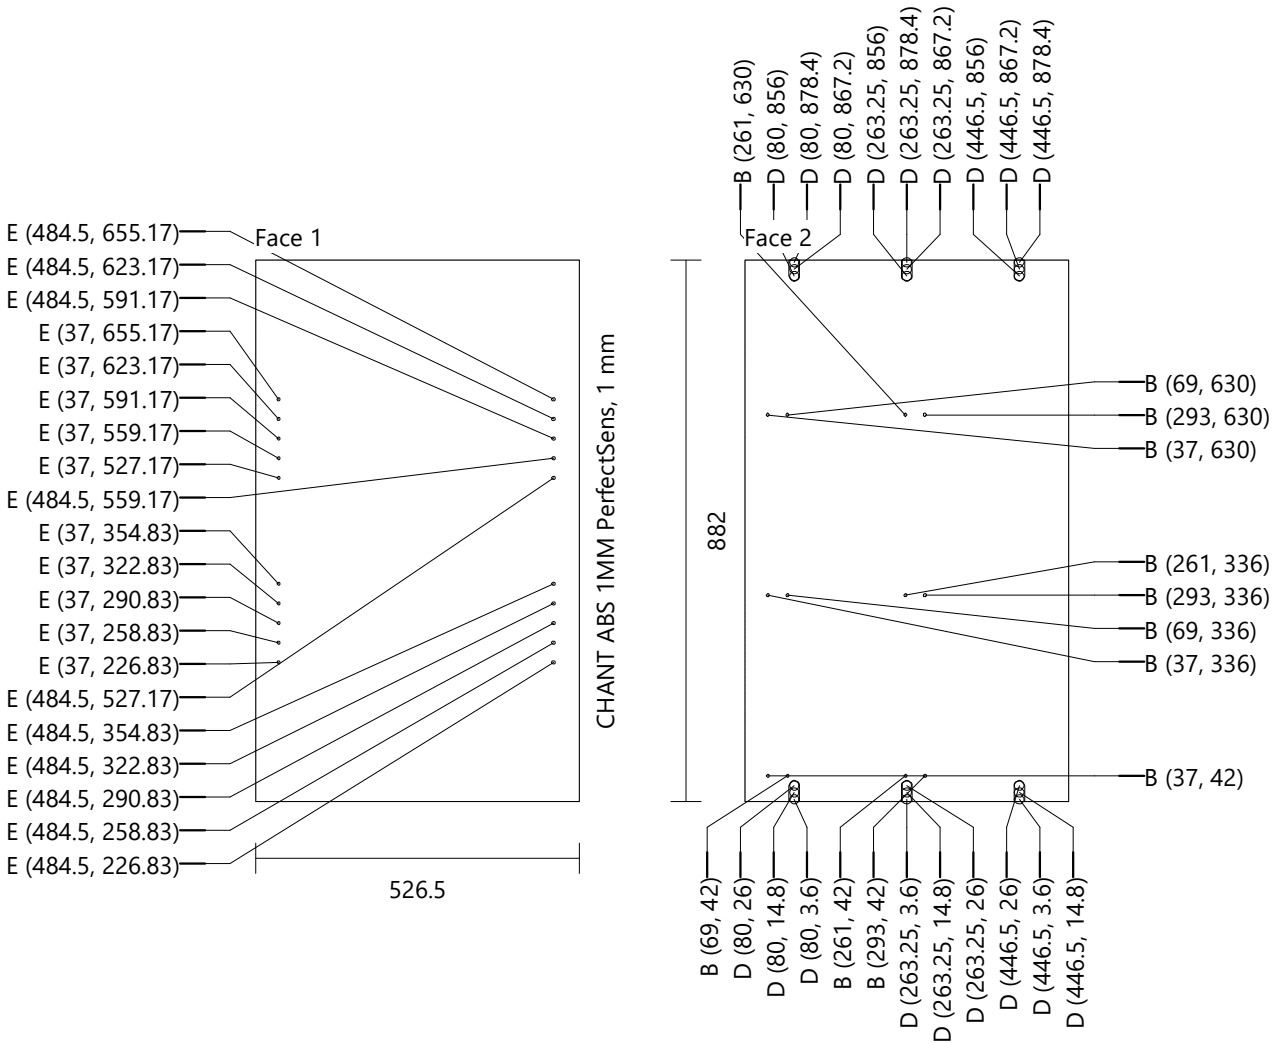 B (261, 630)
D (80, 856)
D (80, 878.4)
D (80, 867.2)
D (263.25, 856)
D (263.25, 878.4)
D (263.25, 867.2)
D (446.5, 856)
D (446.5, 867.2)
D (446.5, 878.4)
Face 1
E (484.5, 655.17)
E (484.5, 623.17)
E (484.5, 591.17)
E (37, 655.17)
E (37, 623.17)
E (37, 591.17)
E (37, 559.17)
E (37, 527.17)
E (484.5, 559.17)
E (37, 354.83)
E (37, 322.83)
E (37, 290.83)
E (37, 258.83)
E (37, 226.83)
E (484.5, 527.17)
E (484.5, 354.83)
E (484.5, 322.83)
E (484.5, 290.83)
E (484.5, 258.83)
E (484.5, 226.83)
526.5
CHANT ABS 1MM PerfectSens, 1 mm
882
Face 2
B (69, 630)
B (293, 630)
B (37, 630)
B (261, 336)
B (293, 336)
B (69, 336)
B (37, 336)
B (37, 42)
B (69, 42)
D (80, 26)
D (80, 14.8)
D (80, 3.6)
B (261, 42)
B (293, 42)
D (263.25, 3.6)
D (263.25, 14.8)
D (263.25, 26)
D (446.5, 26)
D (446.5, 3.6)
D (446.5, 14.8)